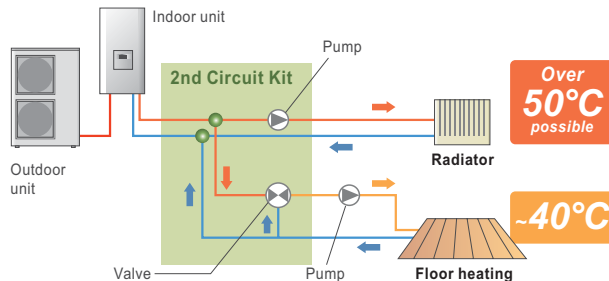 Indoor unit
Pump
2nd Circuit Kit
Over
50°C
possible
Outdoor
unit
Radiator
~40°C
Valve
Pump
Floor heating